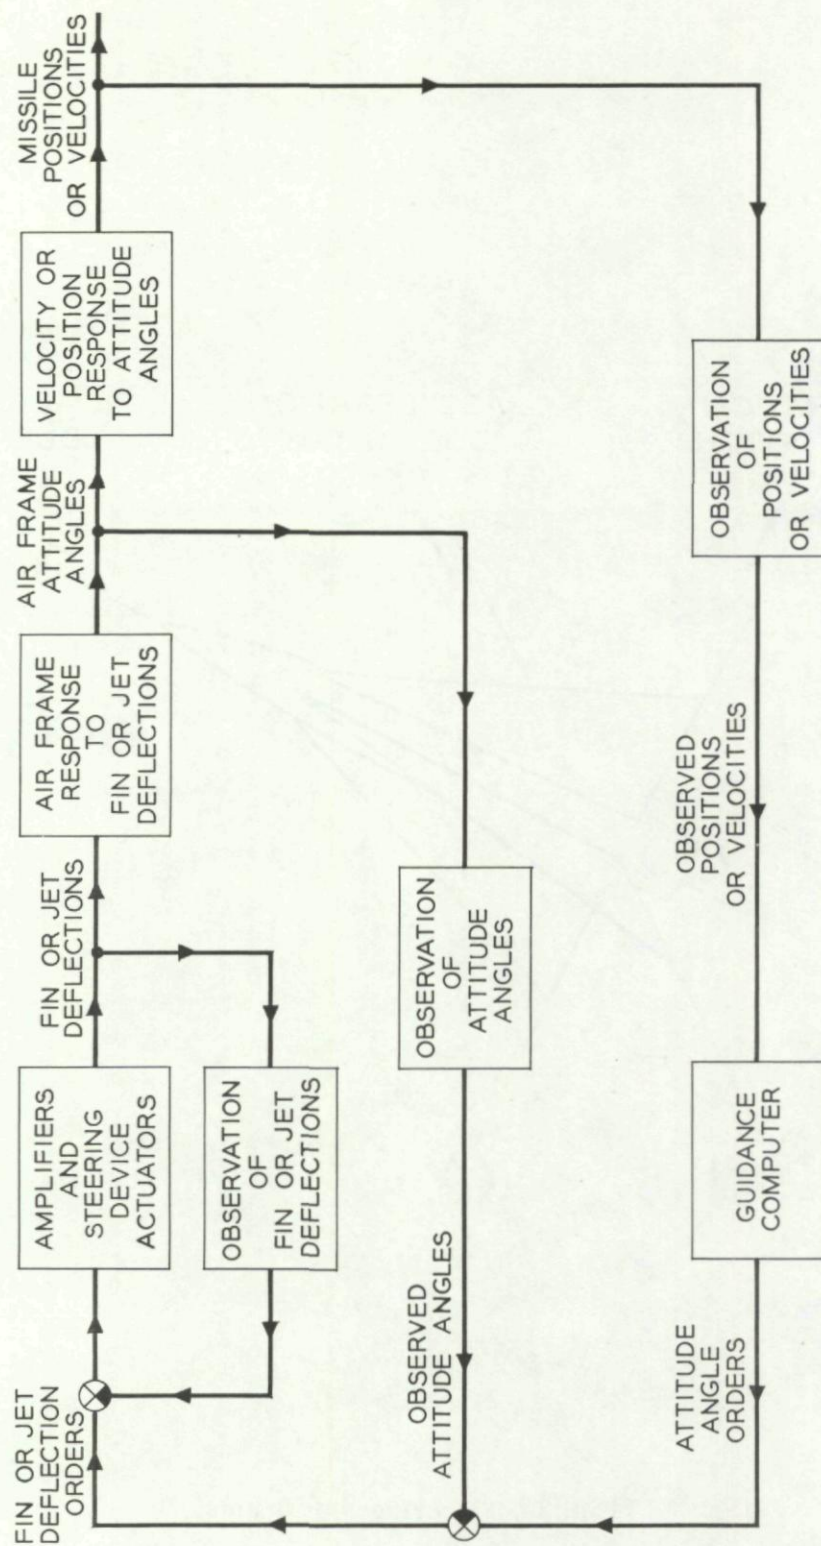 FIN OR JET
DEFLECTION
ORDERS
AMPLIFIERS
AND
STEERING
DEVICE
ACTUATORS
FIN OR JET
DEFLECTIONS
AIR FRAME
RESPONSE
TO
FIN OR JET
DEFLECTIONS
AIR FRAME
ATTITUDE
ANGLES
VELOCITY OR
POSITION
RESPONSE
TO ATTITUDE
ANGLES
MISSILE
POSITIONS
OR VELOCITIES
OBSERVATION
OF
FIN OR JET
DEFLECTIONS
OBSERVED
ATTITUDE ANGLES
OBSERVATION
OF
ATTITUDE
ANGLES
ATTITUDE
ANGLE
ORDERS
GUIDANCE
COMPUTER
OBSERVED
POSITIONS
OR VELOCITIES
OBSERVATION
OF
POSITIONS
OR VELOCITIES